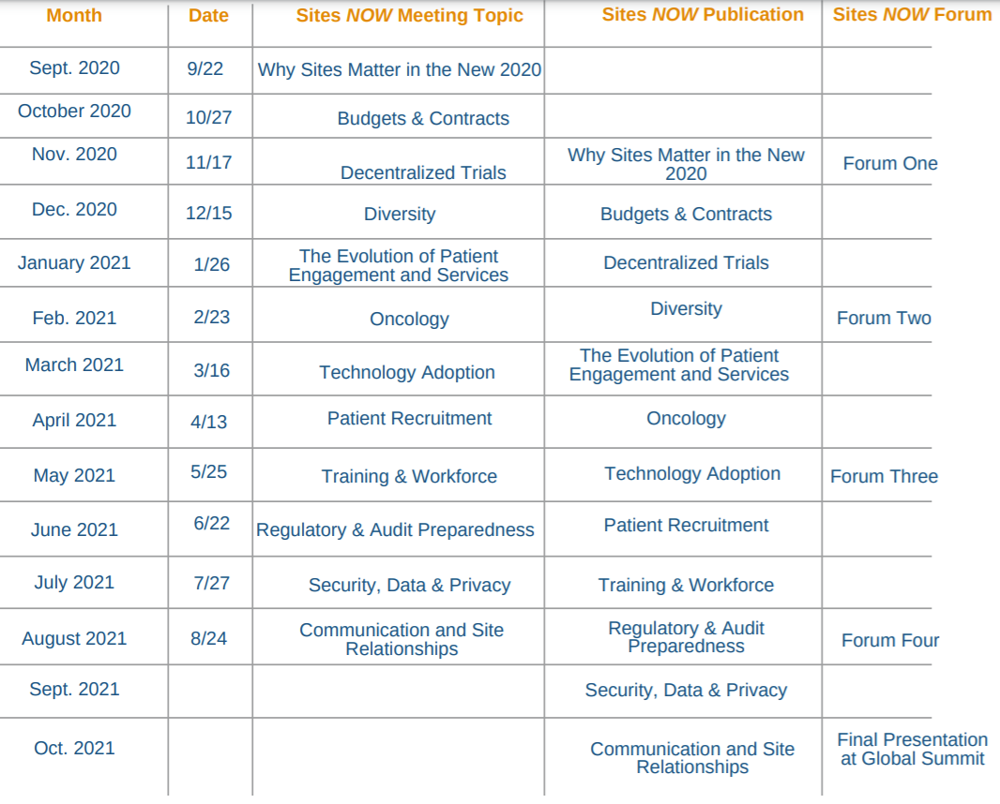 Month Date Sites NOW Meeting Topic Sites NOW Publication Sites NOW Forum
Sept. 2020 9/22 Why Sites Matter in the New 2020
October 2020 10/27 Budgets & Contracts
Nov. 2020 11/17 Decentralized Trials Why Sites Matter in the New
2020 Forum One
Dec. 2020 12/15 Diversity Budgets & Contracts
January 2021 1/26 The Evolution of Patient
Engagement and Services Decentralized Trials
Feb. 2021 2/23 Oncology Diversity Forum Two
March 2021 3/16 Technology Adoption The Evolution of Patient
Engagement and Services
April 2021 4/13 Patient Recruitment Oncology
May 2021 5/25 Training & Workforce Technology Adoption Forum Three
June 2021 6/22 Regulatory & Audit Preparedness Patient Recruitment
July 2021 7/27 Security, Data & Privacy Training & Workforce
August 2021 8/24 Communication and Site
Relationships Regulatory & Audit
Preparedness Forum Four
Sept. 2021 Security, Data & Privacy
Oct. 2021 Communication and Site
Relationships Final Presentation
at Global Summit